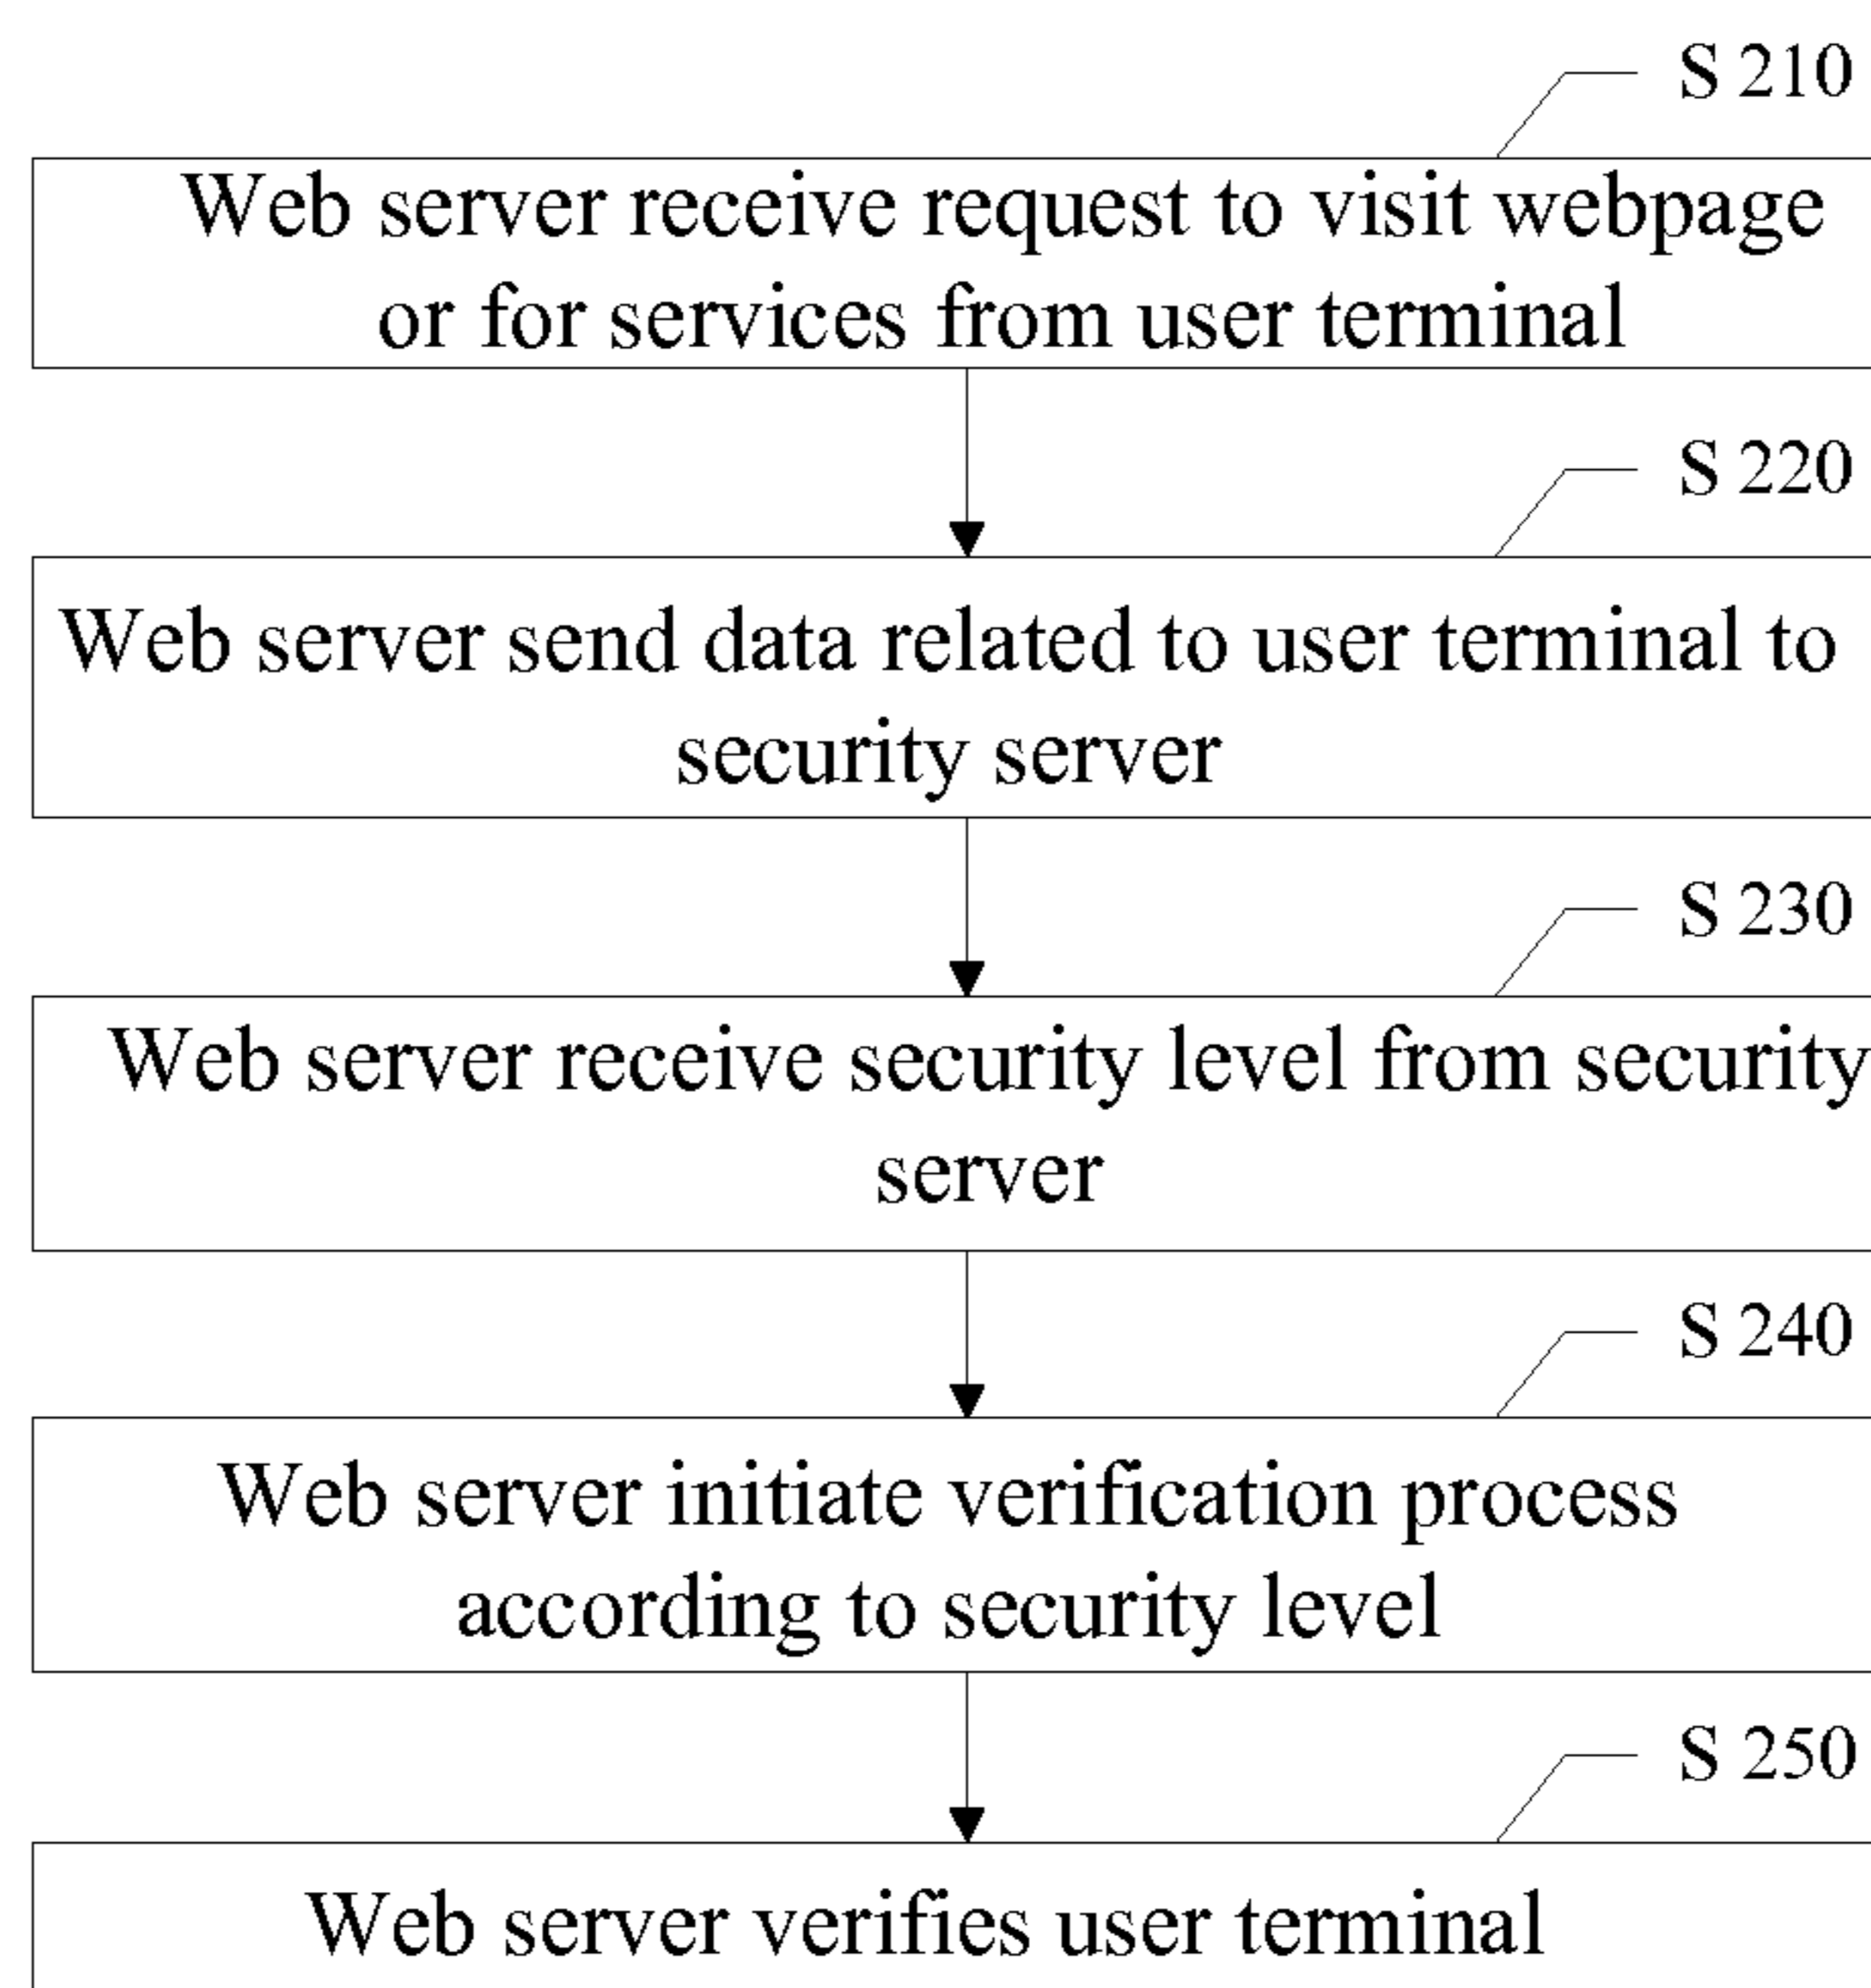 S 210
Web server receive request to visit webpage
or for services from user terminal
S 220
Web server send data related to user terminal to
security server
S 230
Web server receive security level from security
server
S 240
Web server initiate verification process
according to security level
S 250
Web server verifies user terminal